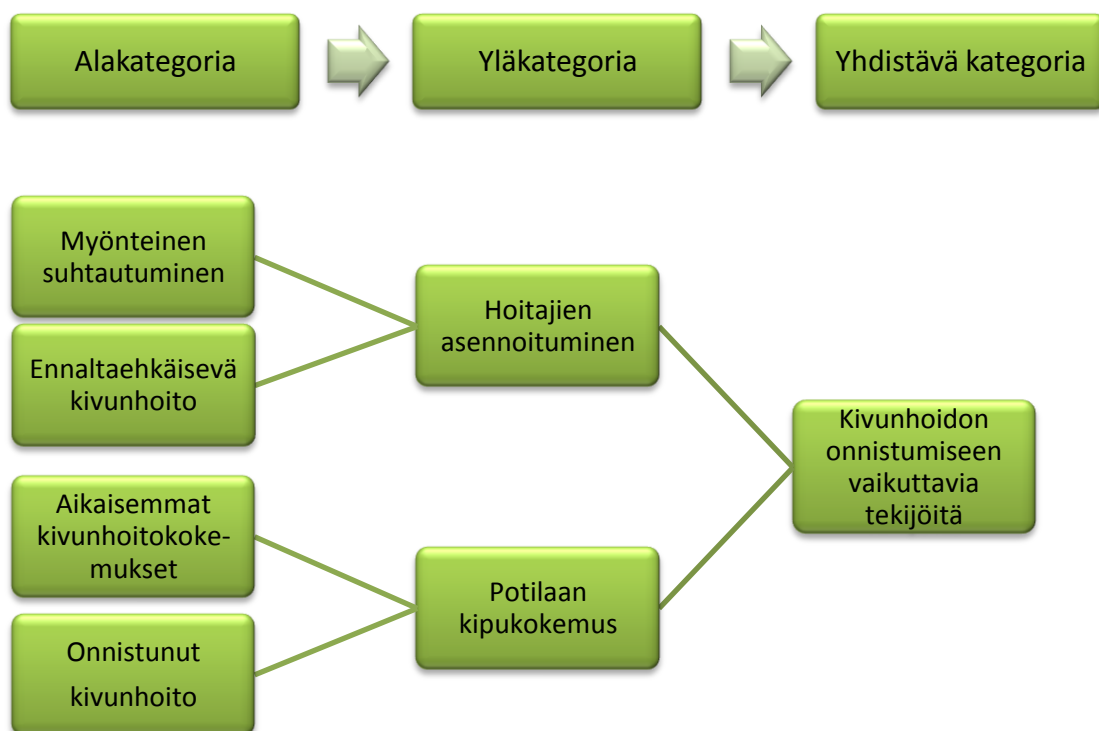 Alakategoria
Yläkategoria
Yhdistävä kategoria
Myönteinen
suhtautuminen
Ennaltaehkäisevä
kivunhoito
Hoitajien
asennoituminen
Aikaisemmat
kivunhoitokoke-
mukset
Onnistunut
kivunhoito
Potilaan
kipukokemus
Kivunhoidon
onnistumiseen
vaikuttavia
tekijöitä